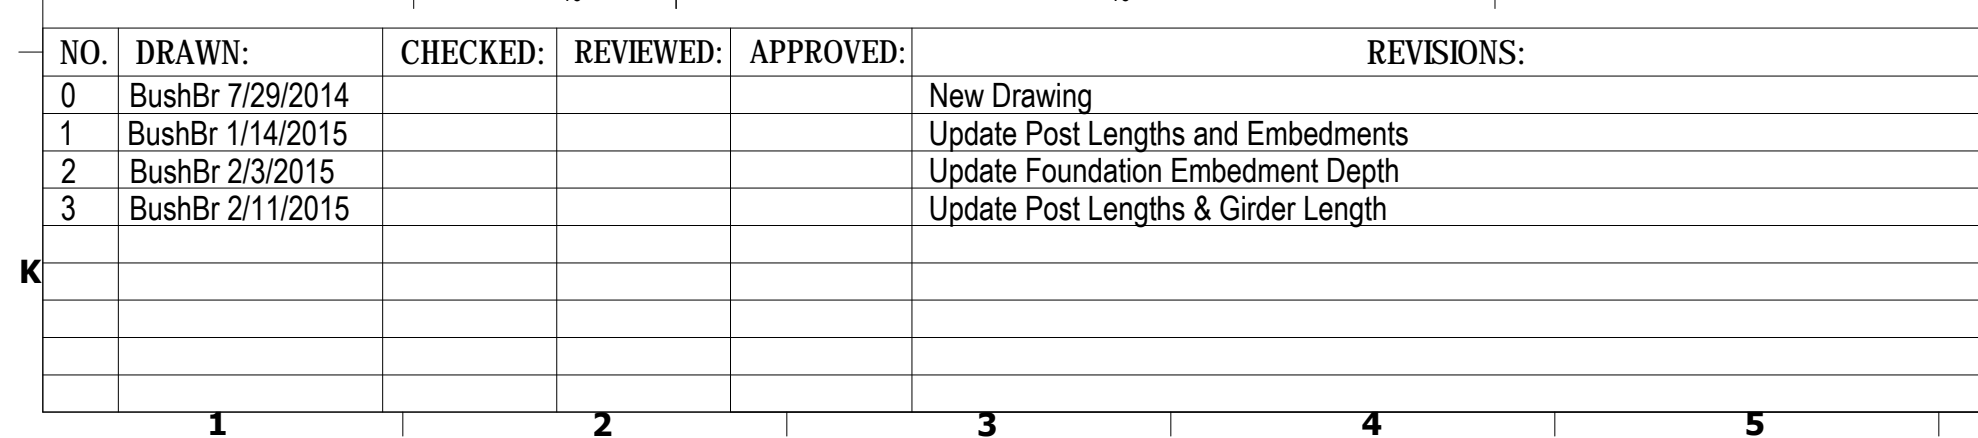 NO. DRAWN: CHECKED: REVIEWED: APPROVED: REVISIONS:
0 BushBr 7/29/2014 New Drawing
1 BushBr 1/14/2015 Update Post Lengths and Embedments
2 BushBr 2/3/2015 Update Foundation Embedment Depth
3 BushBr 2/11/2015 Update Post Lengths & Girder Length
K
1 2 3 4 5